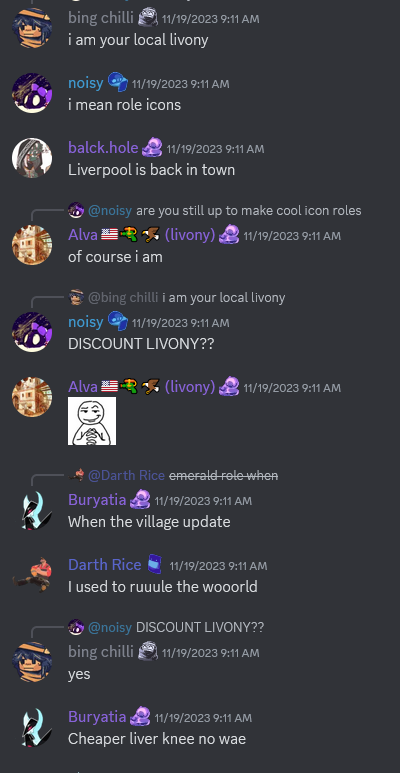 bing chilli 11/19/2023 9:11 AM
i am your local livony
noisy 11/19/2023 9:11 AM
i mean role icons
balck.hole 11/19/2023 9:11 AM
Liverpool is back in town
@noisy are you still up to make cool icon roles
Alva (livony) 11/19/2023 9:11 AM
of course i am
@bing chilli i am your local livony
noisy 11/19/2023 9:11 AM
DISCOUNT LIVONY??
Alva (livony) 11/19/2023 9:11 AM
@Darth Rice emerald role when
Buryatia 11/19/2023 9:11 AM
When the village update
Darth Rice 11/19/2023 9:11 AM
I used to ruuule the wooorld
@noisy DISCOUNT LIVONY??
bing chilli 11/19/2023 9:11 AM
yes
Buryatia 11/19/2023 9:11 AM
Cheaper liver knee no wae